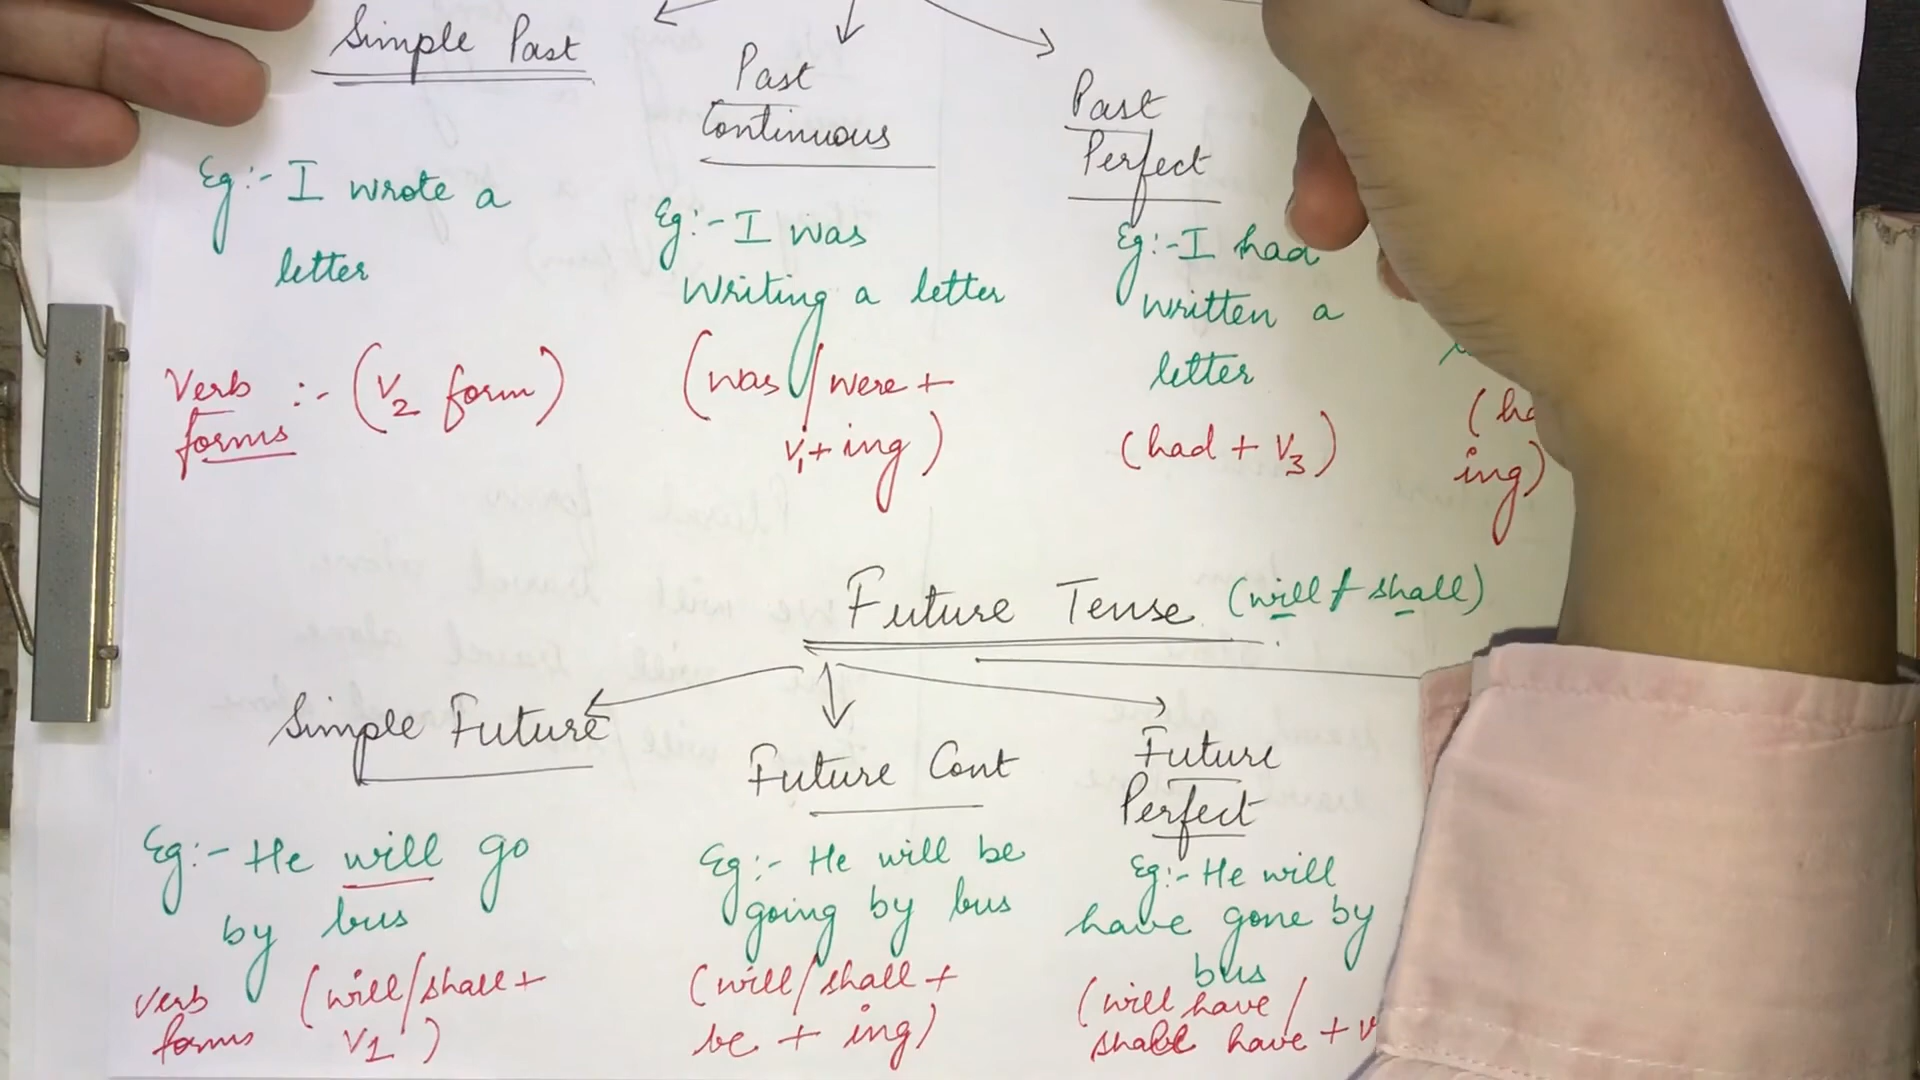 Simple Past
Past
Continuous
Past
Perfect
Eg:- I wrote a
letter
Eg:- I was
writing a letter
Eg:- I had
written a
letter
Verb
forms :- (V2 form)
(was/were +
V1+ing)
(had + V3)
ing)
Future Tense (will / shall)
Simple Future
Future Cont
Future
Perfect
Eg:- He will go
by bus
Eg:- He will be
going by bus
Eg:- He will
have gone by
bus
verb
forms
(will/shall +
V1)
(will/shall +
be + ing)
(will have /
shall have +